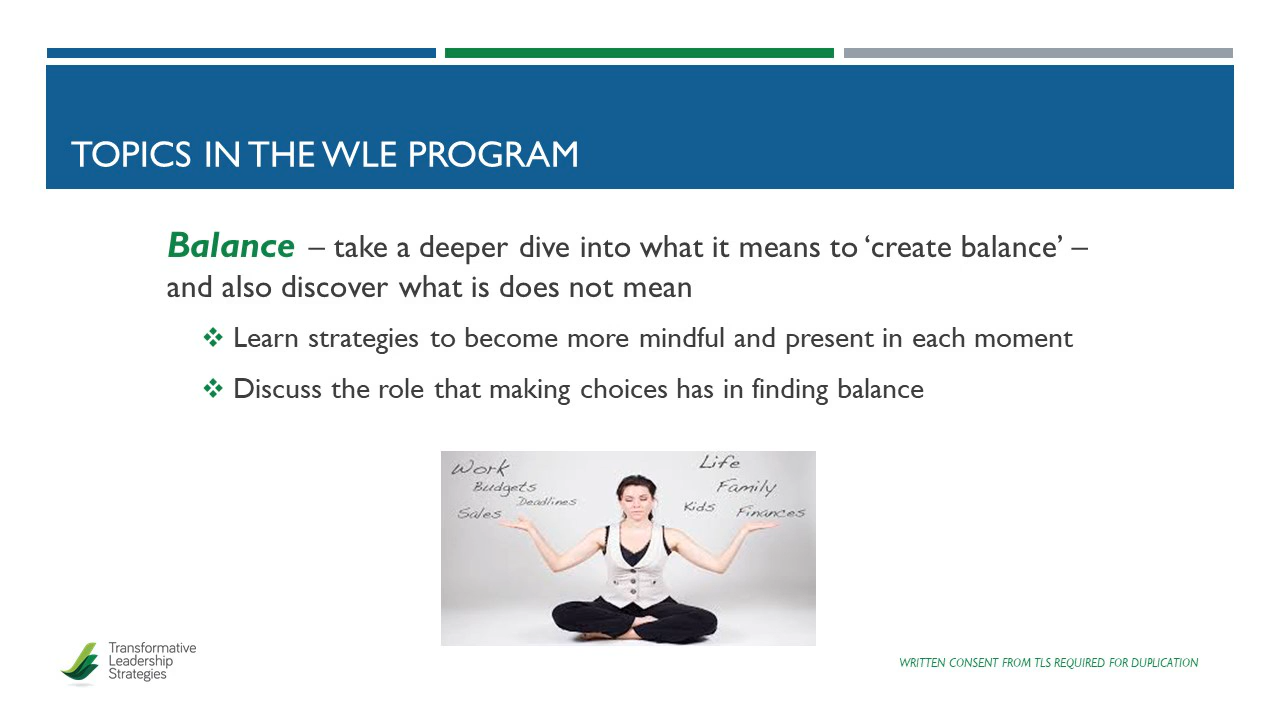 TOPICS IN THE WLE PROGRAM
Balance – take a deeper dive into what it means to ‘create balance’ –
and also discover what is does not mean
❖ Learn strategies to become more mindful and present in each moment
❖ Discuss the role that making choices has in finding balance
Work
Budgets
Deadlines
Sales
Life
Family
Kids
Finances
Transformative
Leadership
Strategies
WRITTEN CONSENT FROM TLS REQUIRED FOR DUPLICATION